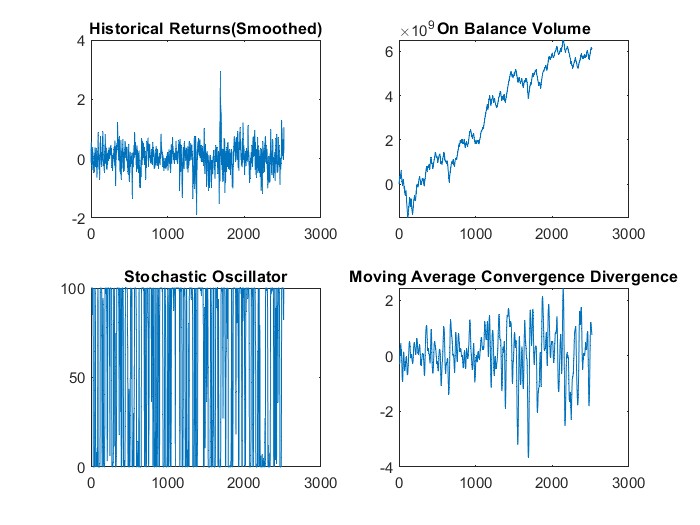 Historical Returns(Smoothed)
4
2
0
-2
0 1000 2000 3000
×10^9 On Balance Volume
6
4
2
0
0 1000 2000 3000
Stochastic Oscillator
100
50
0
0 1000 2000 3000
Moving Average Convergence Divergence
2
0
-2
-4
0 1000 2000 3000